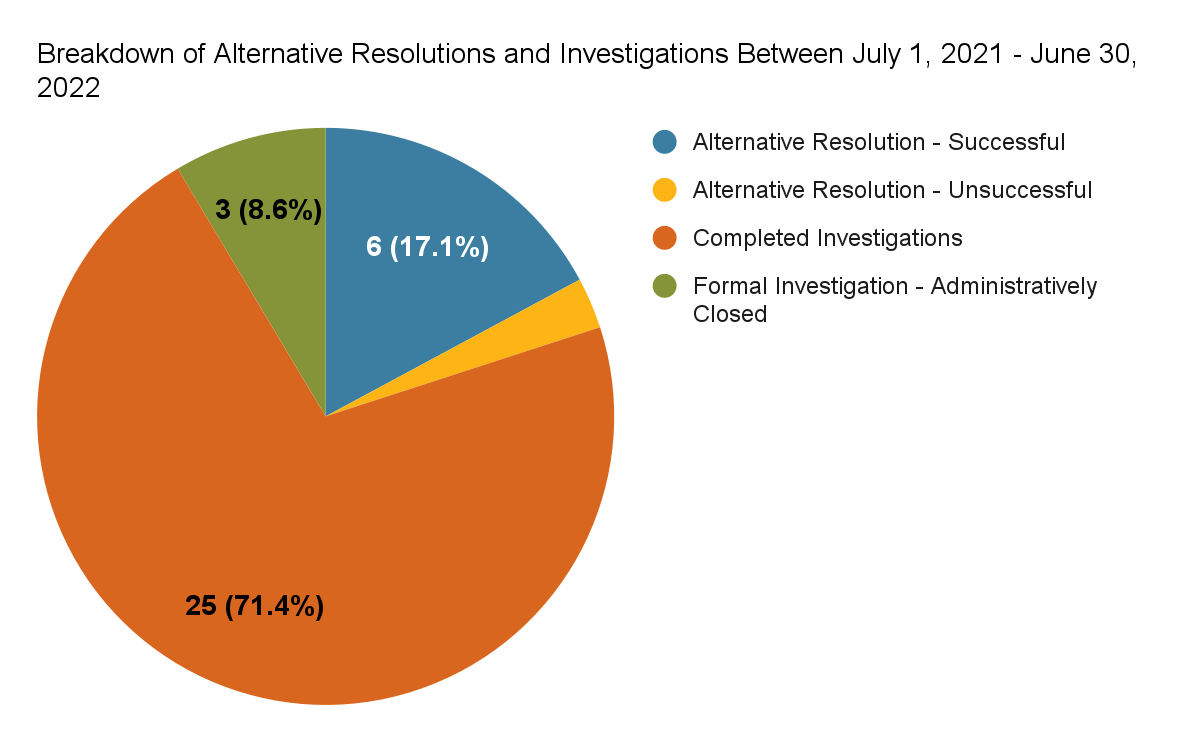 Breakdown of Alternative Resolutions and Investigations Between July 1, 2021 - June 30,
2022
Alternative Resolution - Successful
Alternative Resolution - Unsuccessful
Completed Investigations
Formal Investigation - Administratively
Closed
3 (8.6%)
6 (17.1%)
25 (71.4%)